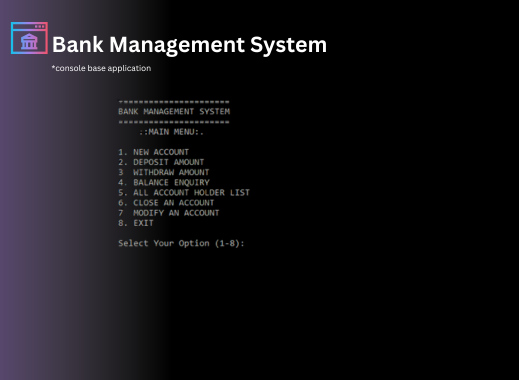 Bank Management System
*console base application
======================
BANK MANAGEMENT SYSTEM
======================
::MAIN MENU:.
1. NEW ACCOUNT
2. DEPOSIT AMOUNT
3 WITHDRAW AMOUNT
4. BALANCE ENQUIRY
5. ALL ACCOUNT HOLDER LIST
6. CLOSE AN ACCOUNT
7 MODIFY AN ACCOUNT
8. EXIT
Select Your Option (1-8):